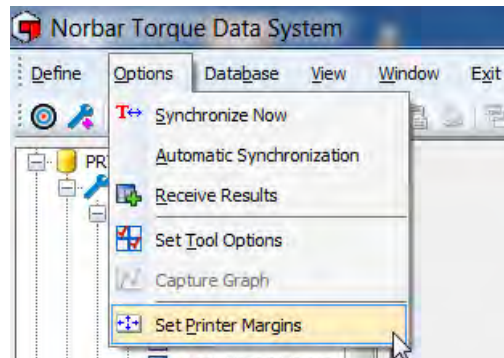 Norbar Torque Data System
Define Options Database View Window Exit
T Synchronize Now
PR
Automatic Synchronization
Receive Results
Set Tool Options
Capture Graph
Set Printer Margins